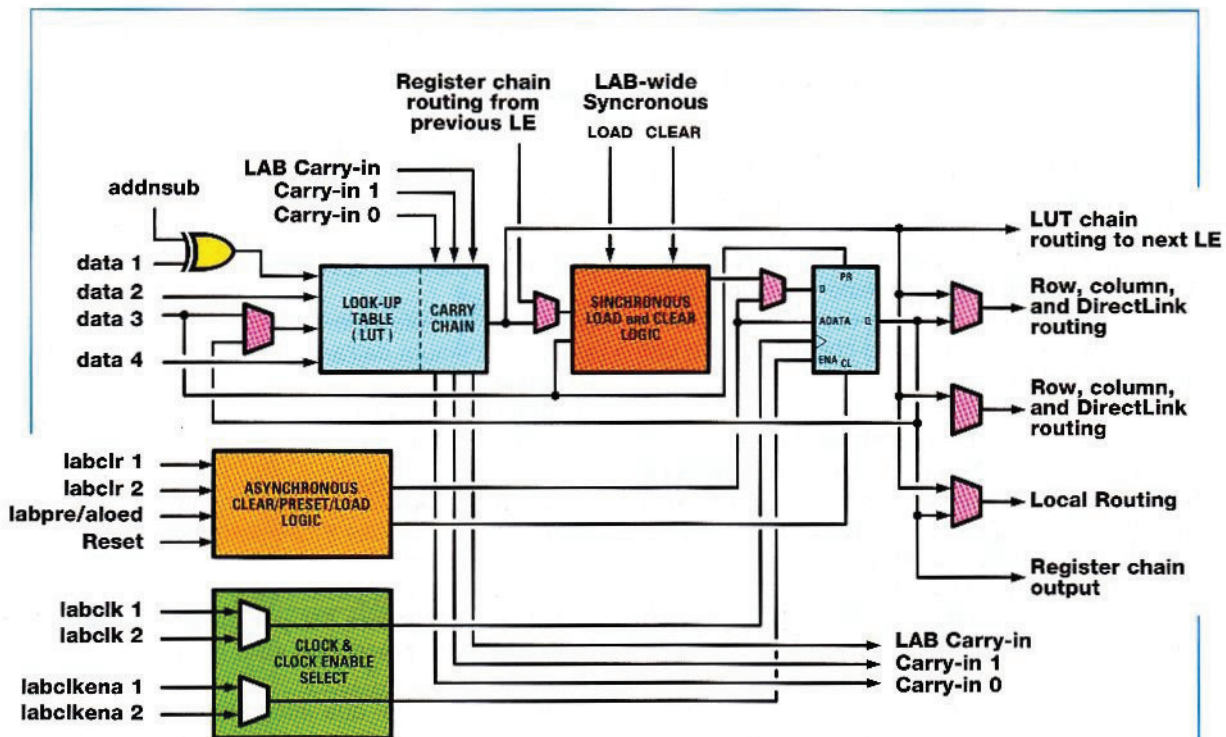 Register chain
routing from
previous LE
LAB-wide
Syncronous
LOAD CLEAR
LAB Carry-in
Carry-in 1
Carry-in 0
addnsub
data 1
data 2
data 3
data 4
LOOK-UP
TABLE
( LUT )
CARRY
CHAIN
SINCHRONOUS
LOAD and CLEAR
LOGIC
PR
D
ADATA
Q
ENA
CL
LUT chain
routing to next LE
Row, column,
and DirectLink
routing
Row, column,
and DirectLink
routing
Local Routing
Register chain
output
labclr 1
labclr 2
labpre/aloed
Reset
ASYNCHRONOUS
CLEAR/PRESET/LOAD
LOGIC
labclk 1
labclk 2
labclkena 1
labclkena 2
CLOCK &
CLOCK ENABLE
SELECT
LAB Carry-in
Carry-in 1
Carry-in 0